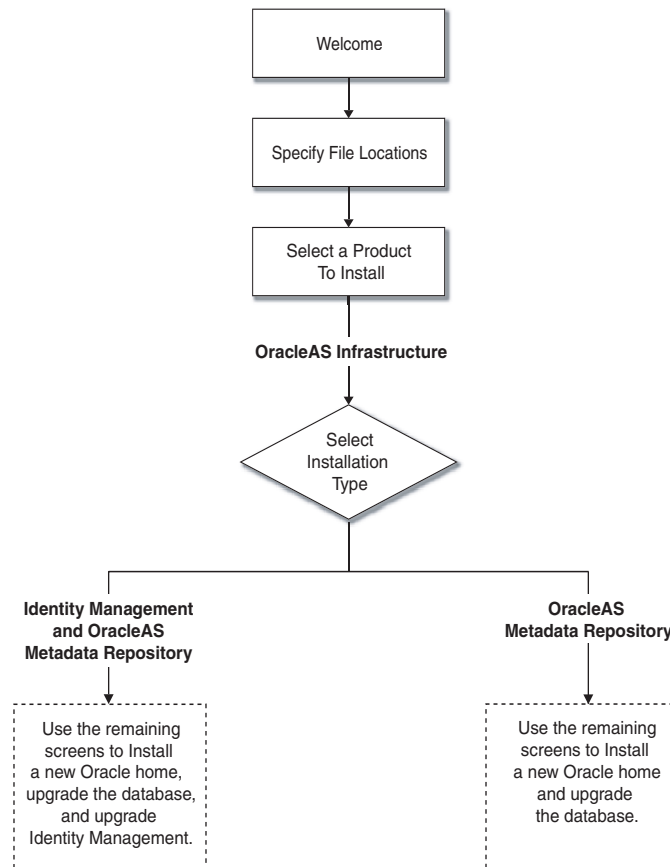 Welcome
Specify File Locations
Select a Product
To Install
OracleAS Infrastructure
Select
Installation
Type
Identity Management
and OracleAS
Metadata Repository
OracleAS
Metadata Repository
Use the remaining
screens to Install
a new Oracle home,
upgrade the database,
and upgrade
Identity Management.
Use the remaining
screens to Install
a new Oracle home
and upgrade
the database.